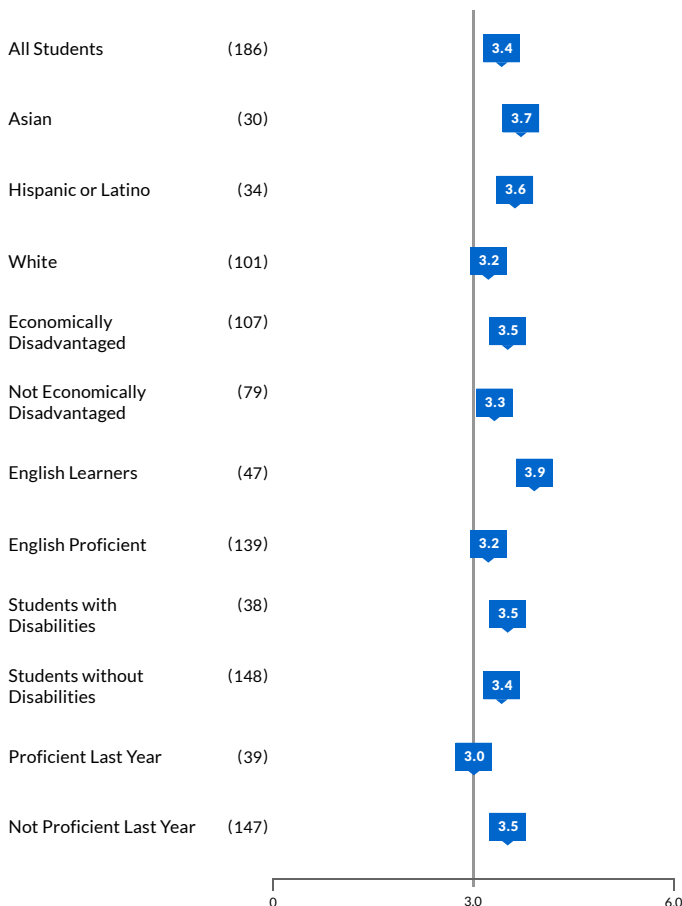 All Students (186) 3.4
Asian (30) 3.7
Hispanic or Latino (34) 3.6
White (101) 3.2
Economically (107)
Disadvantaged 3.5
Not Economically (79)
Disadvantaged 3.3
English Learners (47) 3.9
English Proficient (139) 3.2
Students with (38)
Disabilities 3.5
Students without (148)
Disabilities 3.4
Proficient Last Year (39) 3.0
Not Proficient Last Year (147) 3.5
0 3.0 6.0